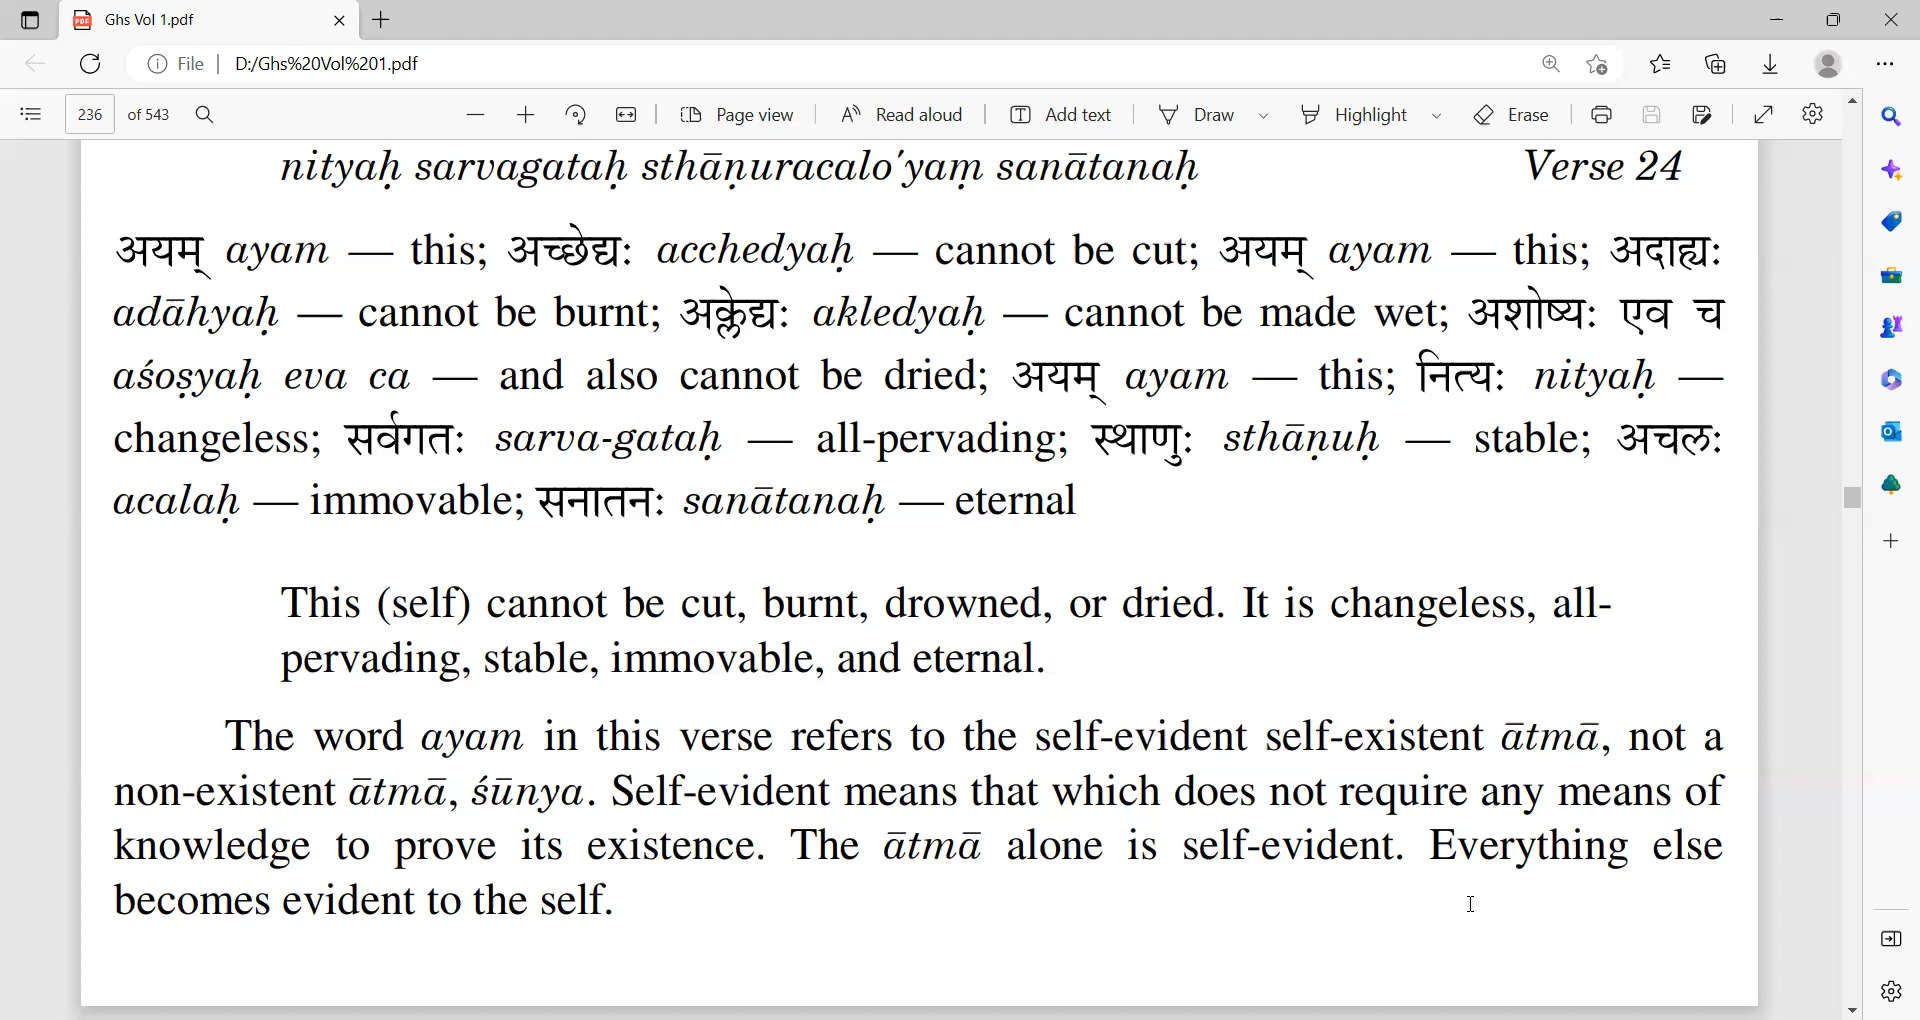 Ghs Vol 1.pdf
File | D:/Ghs%20Vol%201.pdf
236 of 543 Page view Read aloud Add text Draw Highlight Erase
nityaḥ sarvagataḥ sthāṇuracalo'yaṃ sanātanaḥ Verse 24
अयम् ayam — this; अच्छेद्यः acchedyaḥ — cannot be cut; अयम् ayam — this; अदाह्यः
adāhyaḥ — cannot be burnt; अक्लेद्यः akledyaḥ — cannot be made wet; अशोष्यः एव च
aśoṣyaḥ eva ca — and also cannot be dried; अयम् ayam — this; नित्यः nityaḥ —
changeless; सर्वगतः sarva-gataḥ — all-pervading; स्थाणुः sthāṇuḥ — stable; अचलः
acalaḥ — immovable; सनातनः sanātanaḥ — eternal
This (self) cannot be cut, burnt, drowned, or dried. It is changeless, all-
pervading, stable, immovable, and eternal.
The word ayam in this verse refers to the self-evident self-existent ātmā, not a
non-existent ātmā, śūnya. Self-evident means that which does not require any means of
knowledge to prove its existence. The ātmā alone is self-evident. Everything else
becomes evident to the self.